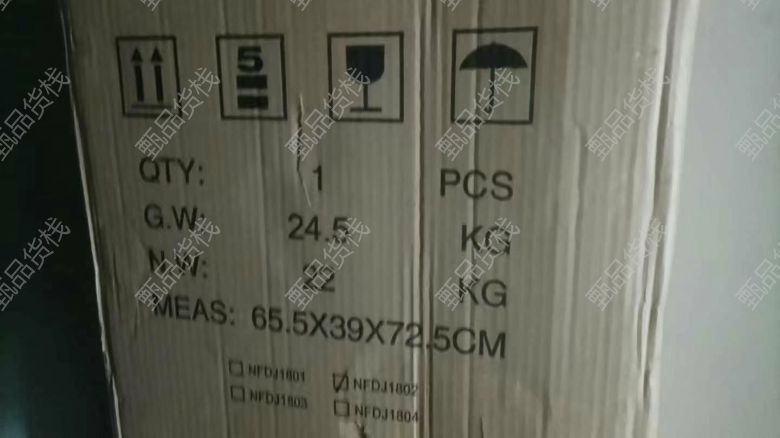 5
QTY: 1 PCS
G.W: 24.5 KG
N.W: 22 KG
MEAS: 65.5X39X72.5CM
NFDJ1801 NFDJ1802
NFDJ1803 NFDJ1804
甄品货栈